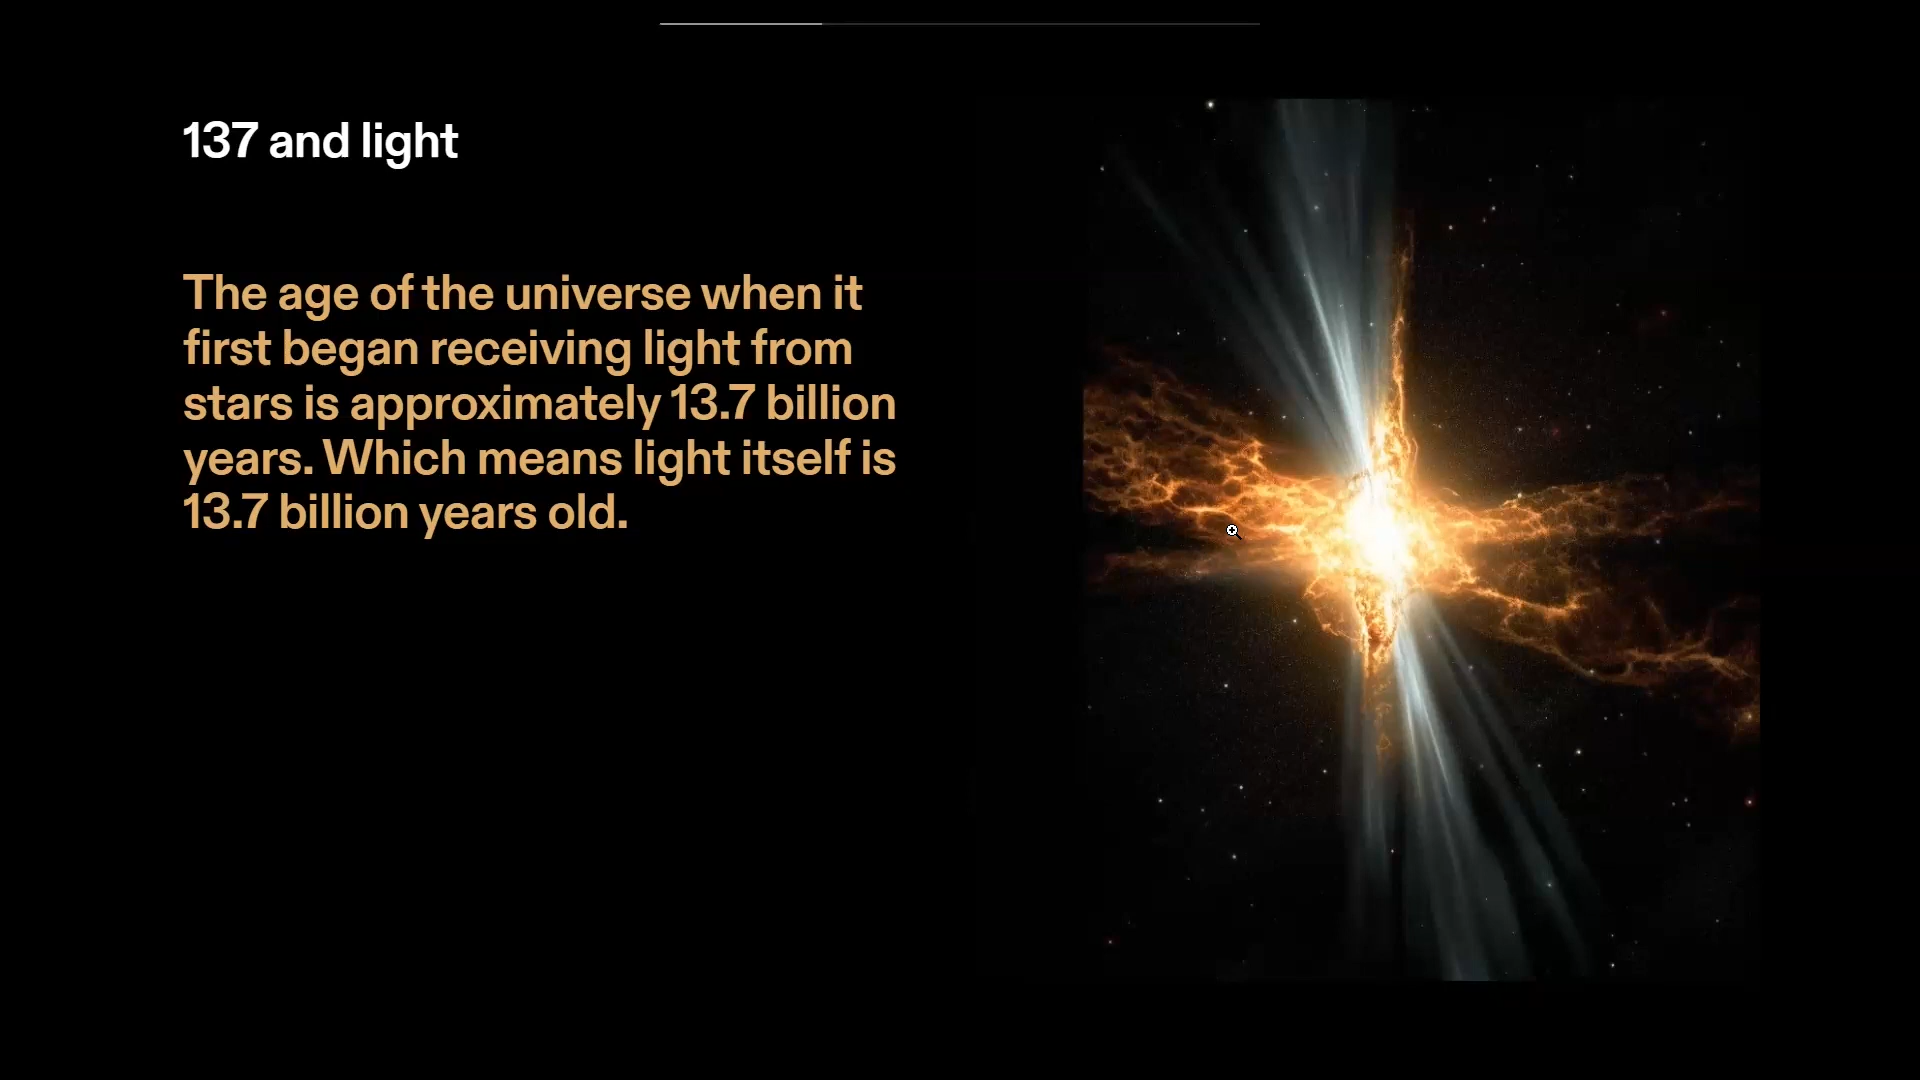 137 and light
The age of the universe when it
first began receiving light from
stars is approximately 13.7 billion
years. Which means light itself is
13.7 billion years old.